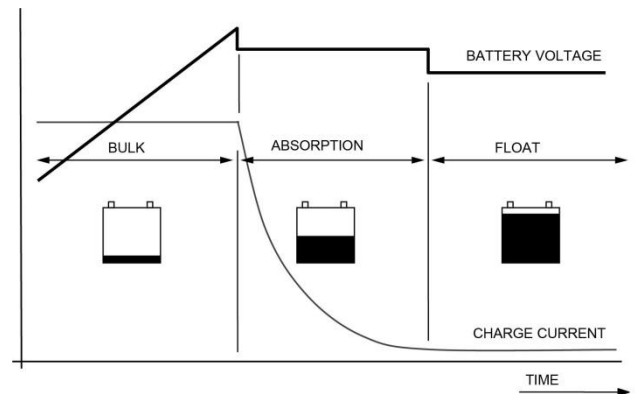 BATTERY VOLTAGE
BULK
ABSORPTION
FLOAT
CHARGE CURRENT
TIME